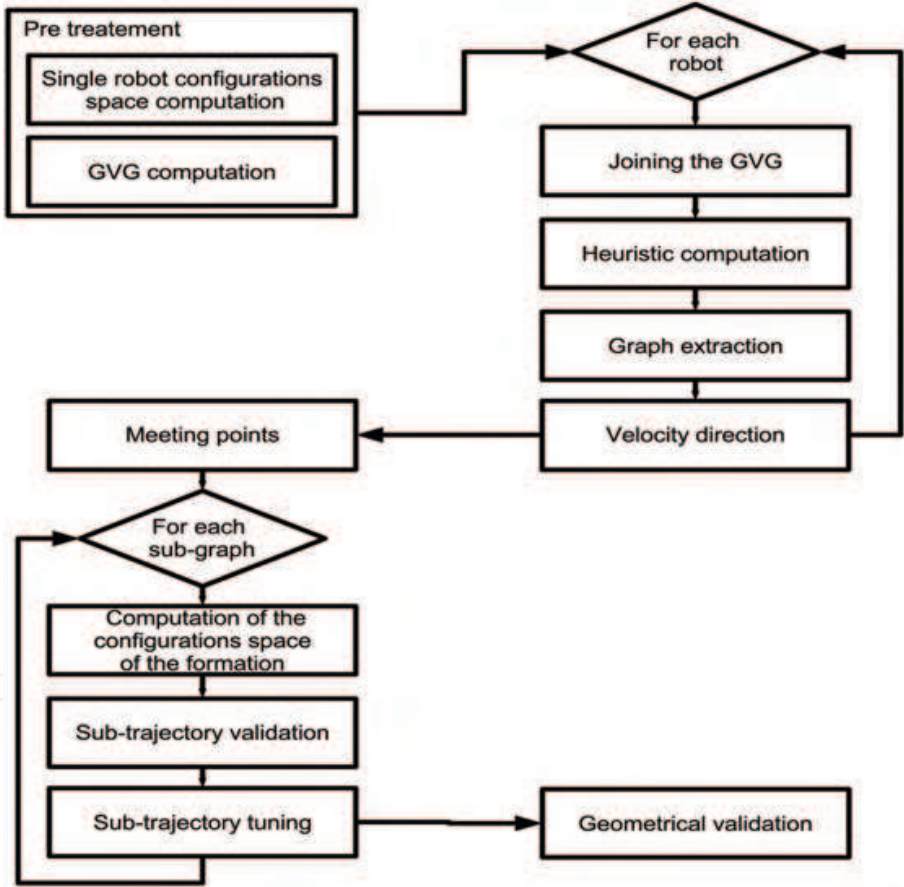 Pre treatement
Single robot configurations
space computation
GVG computation
For each
robot
Joining the GVG
Heuristic computation
Graph extraction
Velocity direction
Meeting points
For each
sub-graph
Computation of the
configurations space
of the formation
Sub-trajectory validation
Sub-trajectory tuning
Geometrical validation